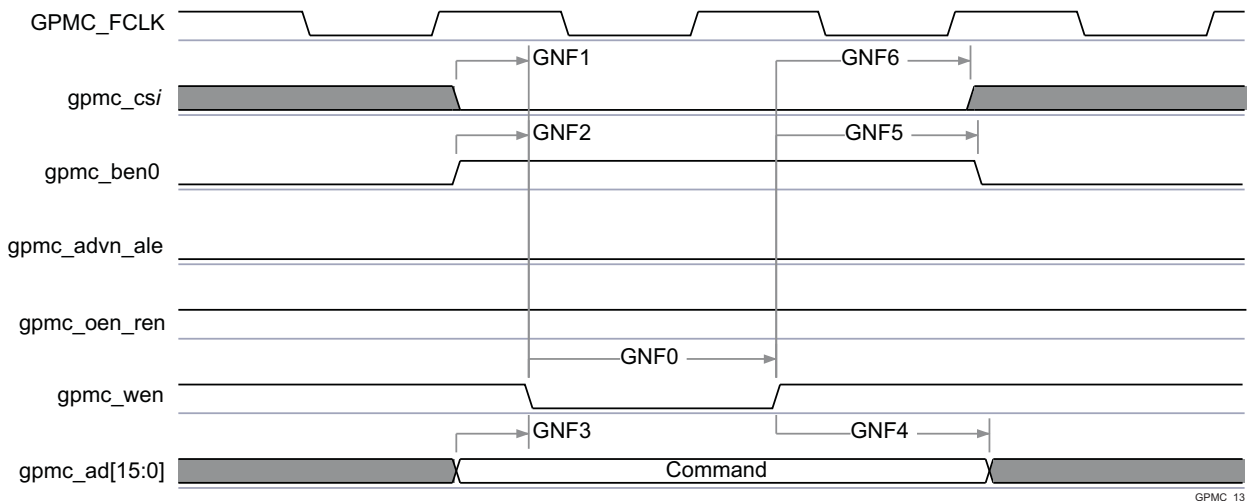 GPMC_FCLK
GNF1
GNF6
gpmc_csi
GNF2
GNF5
gpmc_ben0
gpmc_advn_ale
gpmc_oen_ren
GNF0
gpmc_wen
GNF3
GNF4
gpmc_ad[15:0]
Command
GPMC_13